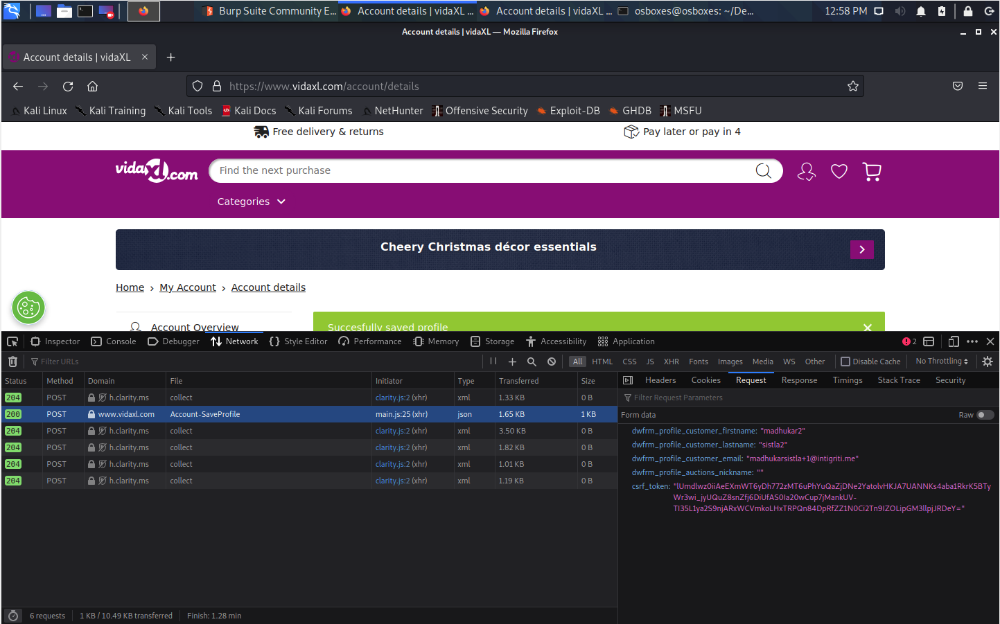 Burp Suite Community E...
Account details | vidaXL ...
Account details | vidaXL ...
osboxes@osboxes: ~/De...
12:58 PM
Account details | vidaXL — Mozilla Firefox
Account details | vidaXL
https://www.vidaxl.com/account/details
Kali Linux Kali Training Kali Tools Kali Docs Kali Forums NetHunter Offensive Security Exploit-DB GHDB MSFU
Free delivery & returns
Pay later or pay in 4
vidaXL.com
Find the next purchase
Categories
Cheery Christmas décor essentials
Home › My Account › Account details
Account Overview
Succesfully saved profile
Inspector Console Debugger Network Style Editor Performance Memory Storage Accessibility Application 2
Filter URLs
All HTML CSS JS XHR Fonts Images Media WS Other Disable Cache No Throttling
Status Method Domain File Initiator Type Transferred Size
204 POST h.clarity.ms collect clarity.js:2 (xhr) xml 1.33 KB 0 B
200 POST www.vidaxl.com Account-SaveProfile main.js:25 (xhr) json 1.65 KB 1 KB
204 POST h.clarity.ms collect clarity.js:2 (xhr) xml 3.50 KB 0 B
204 POST h.clarity.ms collect clarity.js:2 (xhr) xml 1.82 KB 0 B
204 POST h.clarity.ms collect clarity.js:2 (xhr) xml 1.01 KB 0 B
204 POST h.clarity.ms collect clarity.js:2 (xhr) xml 1.19 KB 0 B
Headers Cookies Request Response Timings Stack Trace Security
Filter Request Parameters
Form data Raw
dwfrm_profile_customer_firstname: "madhukar2"
dwfrm_profile_customer_lastname: "sistla2"
dwfrm_profile_customer_email: "madhukarsistla+1@intigriti.me"
dwfrm_profile_auctions_nickname: ""
csrf_token: "lUmdlwz0iiAeEXmWT6yDh772zMT6uPhYuQaZjDNe2YatolvHKJA7UANNKs4aba1RkrK5BTy
Wr3wi_jyUQuZ8snZfj6DiUfAS0Ia20wCup7jMankUV-
TI35L1ya2S9njARxWCVmkoLHxTRPQn84DpRfZZ1N0Ci2Tn9IZOLipGM3llpjJRDeY="
6 requests 1 KB / 10.49 KB transferred Finish: 1.28 min